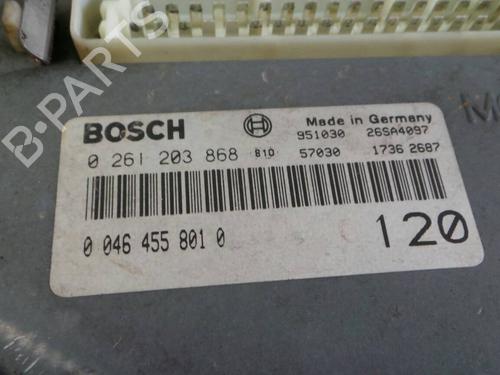 M
BOSCH Made in Germany
951030 26SA4097
0 261 203 868 B10 57030 1736 2687
0 046 455 801 0 120
B-PARTS